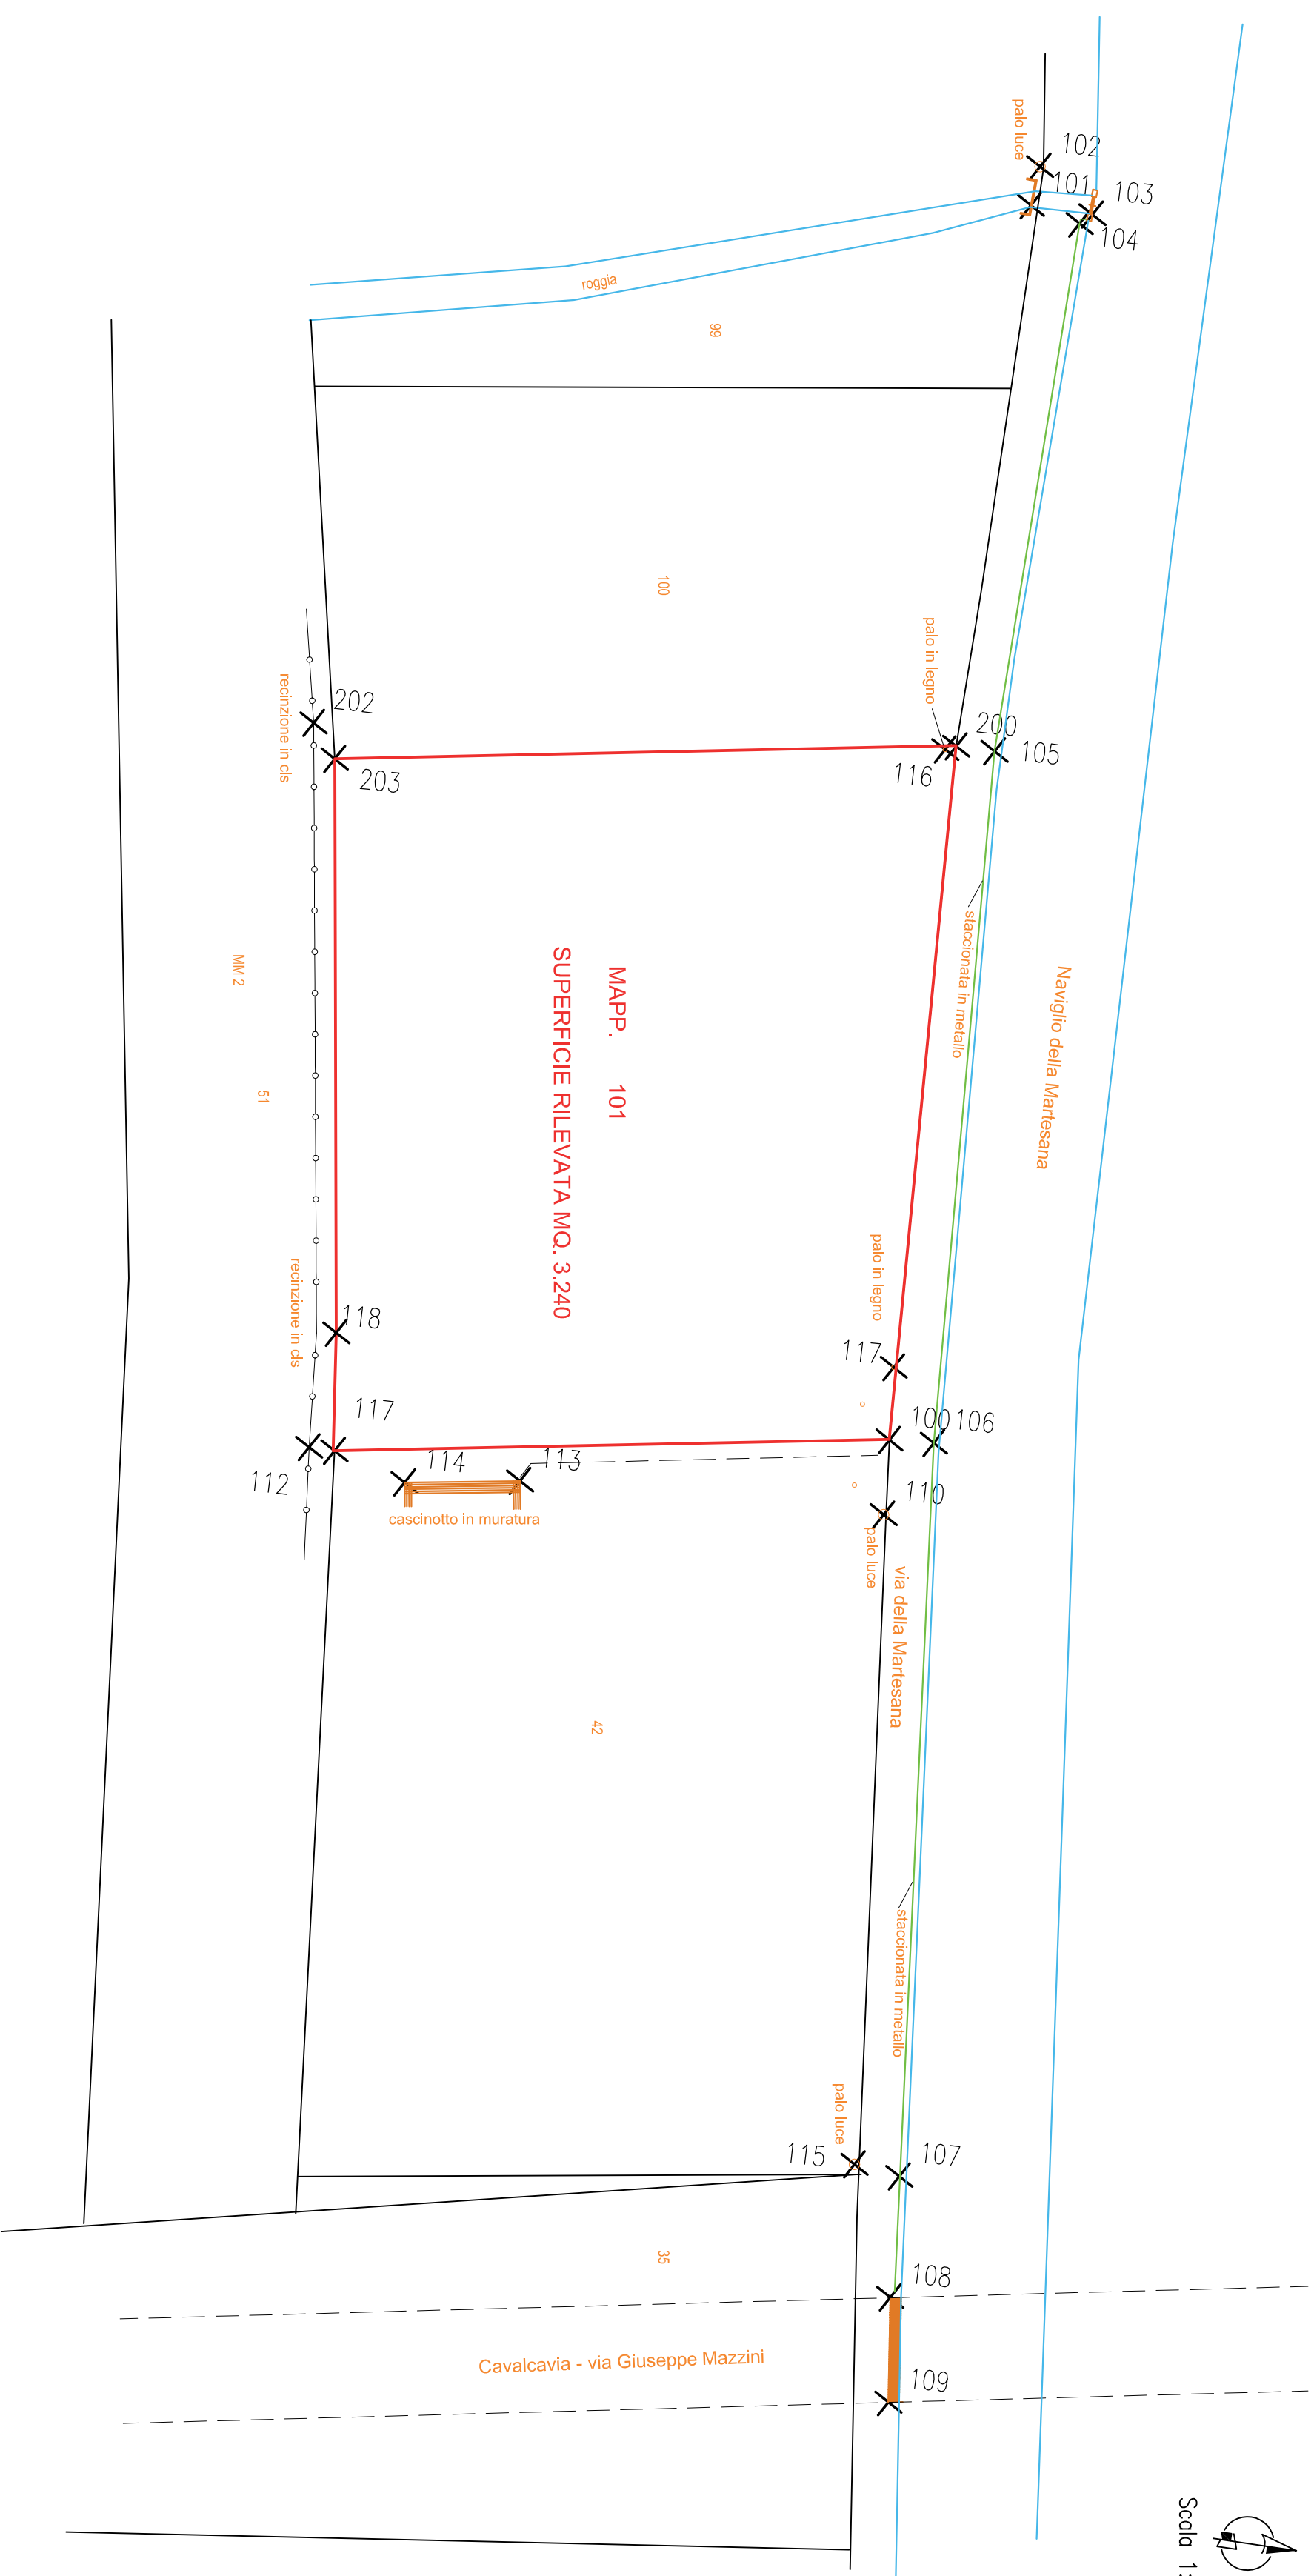 102
palo luce
101
103
104
roggia
99
100
palo in legno
202
recinzione in cls
203
200
116
105
staccionata in metallo
Naviglio della Martesana
MM 2
51
MAPP. 101
SUPERFICIE RILEVATA MQ. 3.240
palo in legno
recinzione in cls
118
117
117
100
106
112
114
113
cascinotto in muratura
110
palo luce
via della Martesana
42
staccionata in metallo
palo luce
115
107
35
108
Cavalcavia - via Giuseppe Mazzini
109
Scala